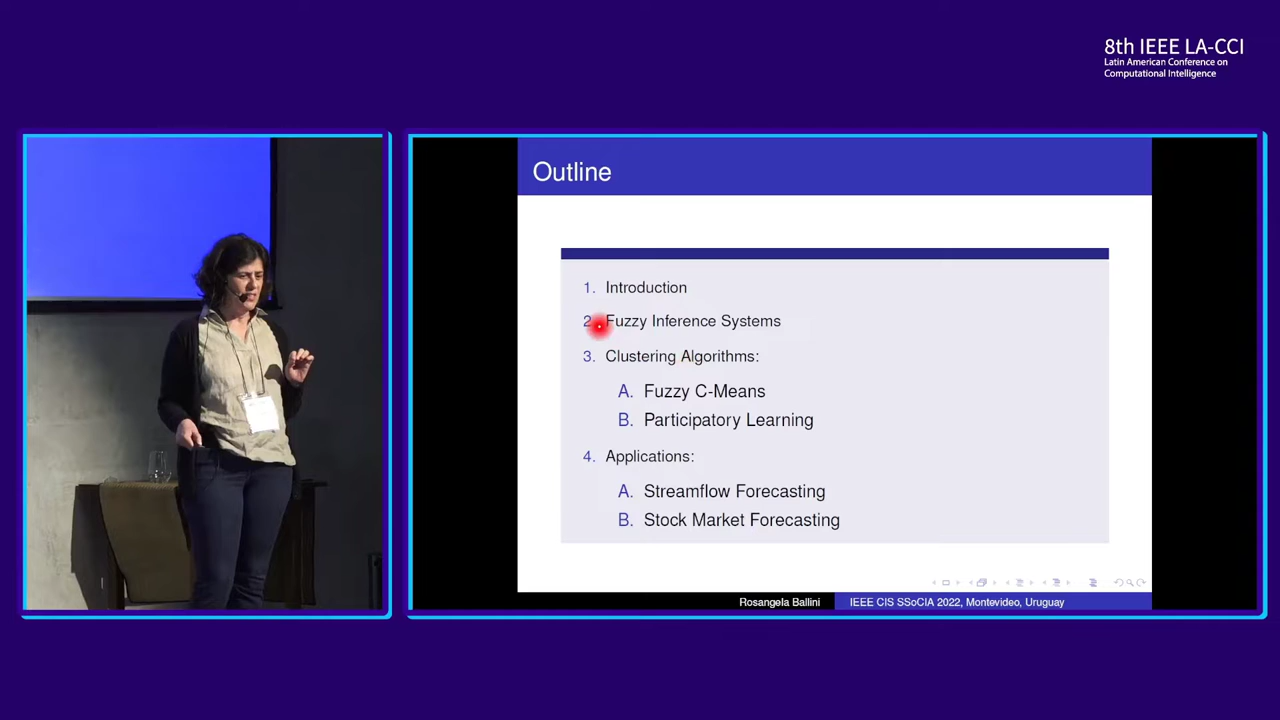 8th IEEE LA-CCI
Latin American Conference on
Computational Intelligence
Outline
1. Introduction
2. Fuzzy Inference Systems
3. Clustering Algorithms:
A. Fuzzy C-Means
B. Participatory Learning
4. Applications:
A. Streamflow Forecasting
B. Stock Market Forecasting
Rosangela Ballini IEEE CIS SSoCIA 2022, Montevideo, Uruguay